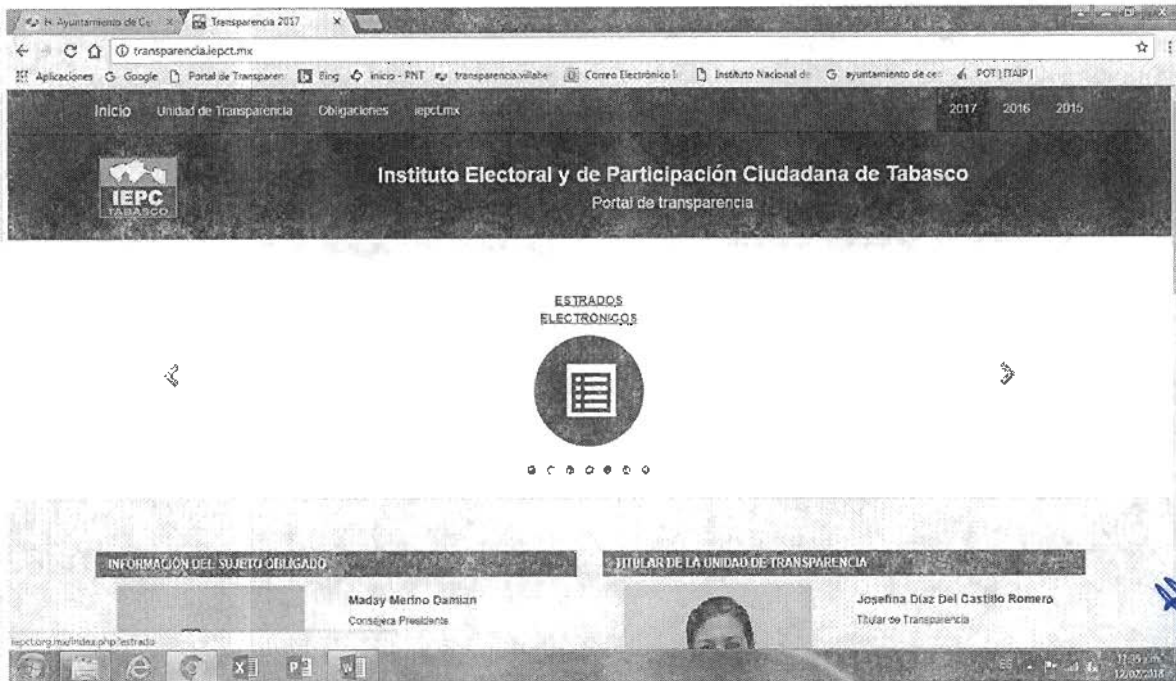 H. Ayuntamiento de Ce
Transparencia 2017
transparencia.iepct.mx
Aplicaciones Google Portal de Transparen Bing inicio - PNT transparencia.villahe Correo Electrónico I Instituto Nacional de ayuntamiento de cen POT | ITAIP |
Inicio Unidad de Transparencia Obligaciones iepct.mx 2017 2016 2015
IEPC
TABASCO
Instituto Electoral y de Participación Ciudadana de Tabasco
Portal de transparencia
ESTRADOS
ELECTRONICOS
INFORMACIÓN DEL SUJETO OBLIGADO
Maday Merino Damian
Consejera Presidente
TITULAR DE LA UNIDAD DE TRANSPARENCIA
Josefina Díaz Del Castillo Romero
Titular de Transparencia
iepct.org.mx/index.php?estrado
ES
12/02/2018